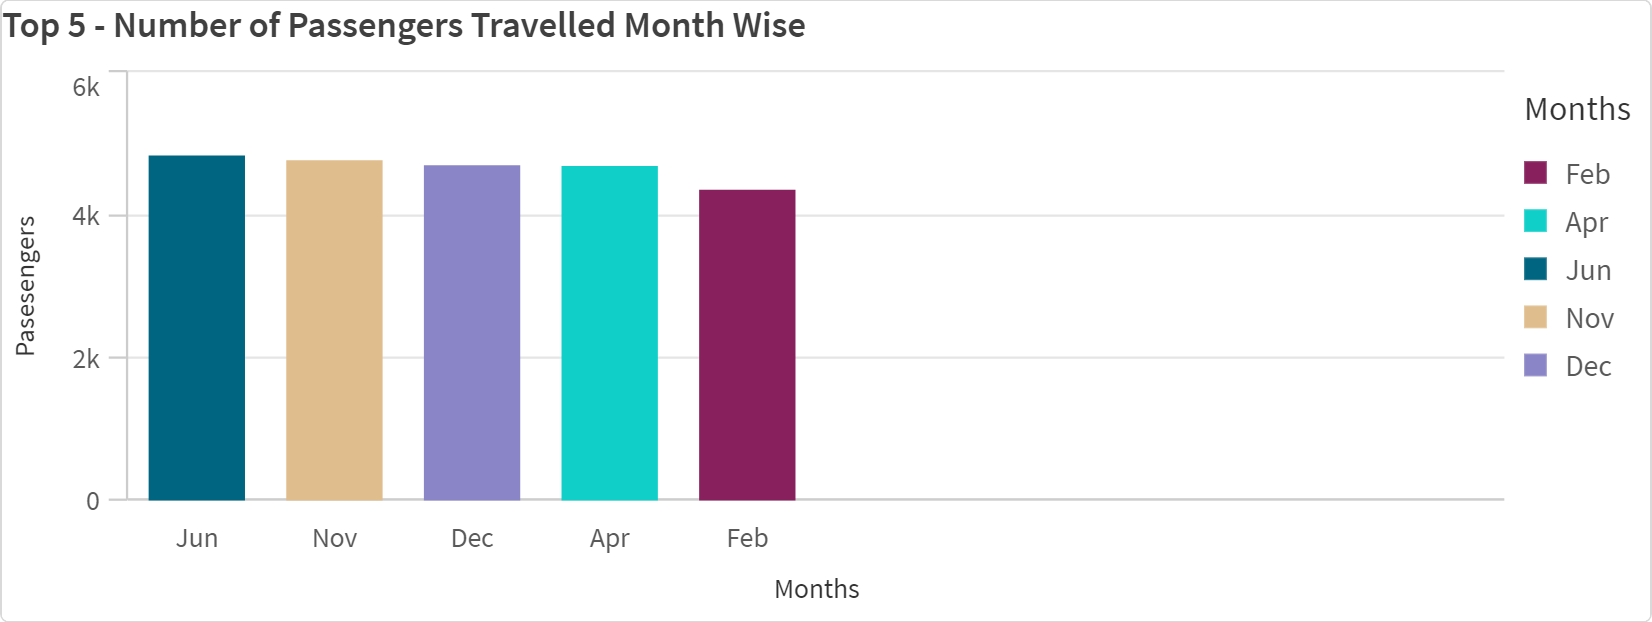 Top 5 - Number of Passengers Travelled Month Wise
6k
4k
2k
0
Pasesengers
Jun Nov Dec Apr Feb
Months
Months
Feb
Apr
Jun
Nov
Dec